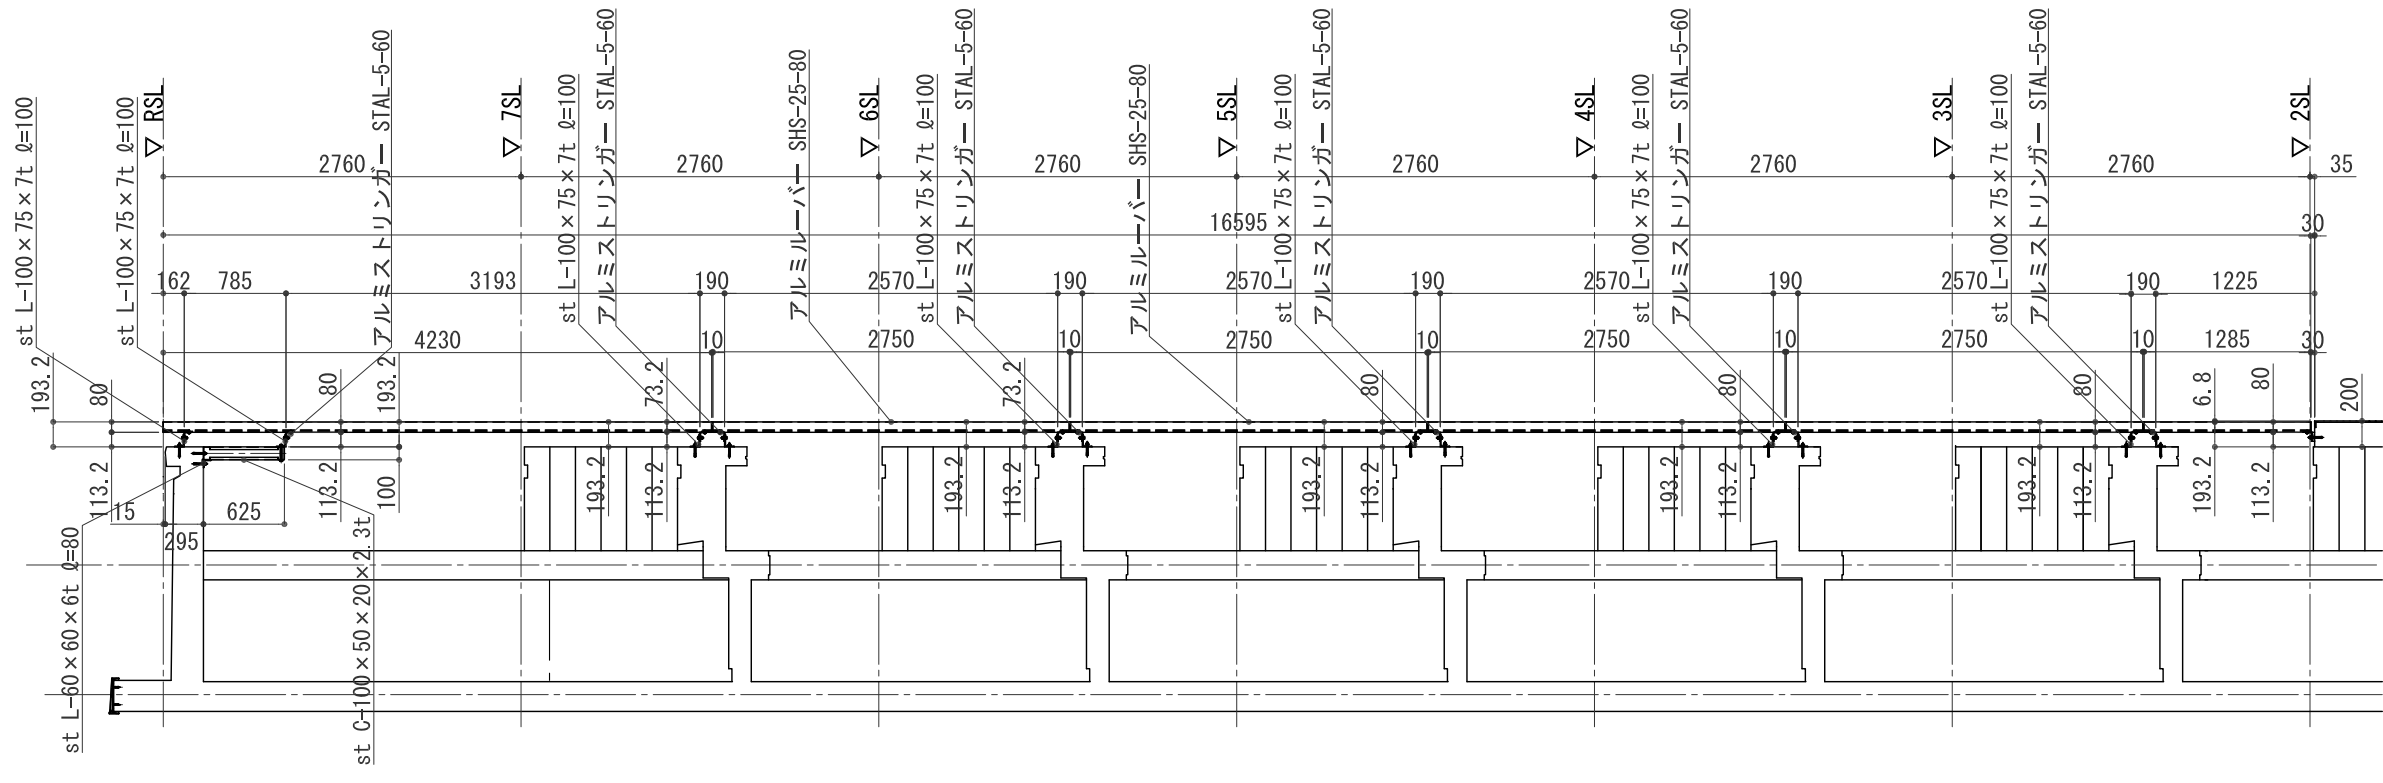 st L-100×75×7t ℓ=100
st L-100×75×7t ℓ=100
アルミストリンガー STAL-5-60
st L-100×75×7t ℓ=100
アルミストリンガー STAL-5-60
アルミルーバー SHS-25-80
st L-100×75×7t ℓ=100
アルミストリンガー STAL-5-60
アルミルーバー SHS-25-80
st L-100×75×7t ℓ=100
アルミストリンガー STAL-5-60
st L-100×75×7t ℓ=100
アルミストリンガー STAL-5-60
st L-100×75×7t ℓ=100
アルミストリンガー STAL-5-60
▽ RSL
▽ 7SL
▽ 6SL
▽ 5SL
▽ 4SL
▽ 3SL
▽ 2SL
2760 2760 2760 2760 2760 2760 35
16595 30
162 785 3193 190 2570 190 2570 190 2570 190 2570 190 1225
4230 10 2750 10 2750 10 2750 10 2750 10 1285 30
193.2 80 80 193.2 73.2 73.2 80 80 80 6.8 80 200
113.2 113.2 100 193.2 113.2 193.2 113.2 193.2 113.2 193.2 113.2 193.2 113.2 193.2 113.2
15 625
295
st L-60×60×6t ℓ=80
st C-100×50×20×2.3t